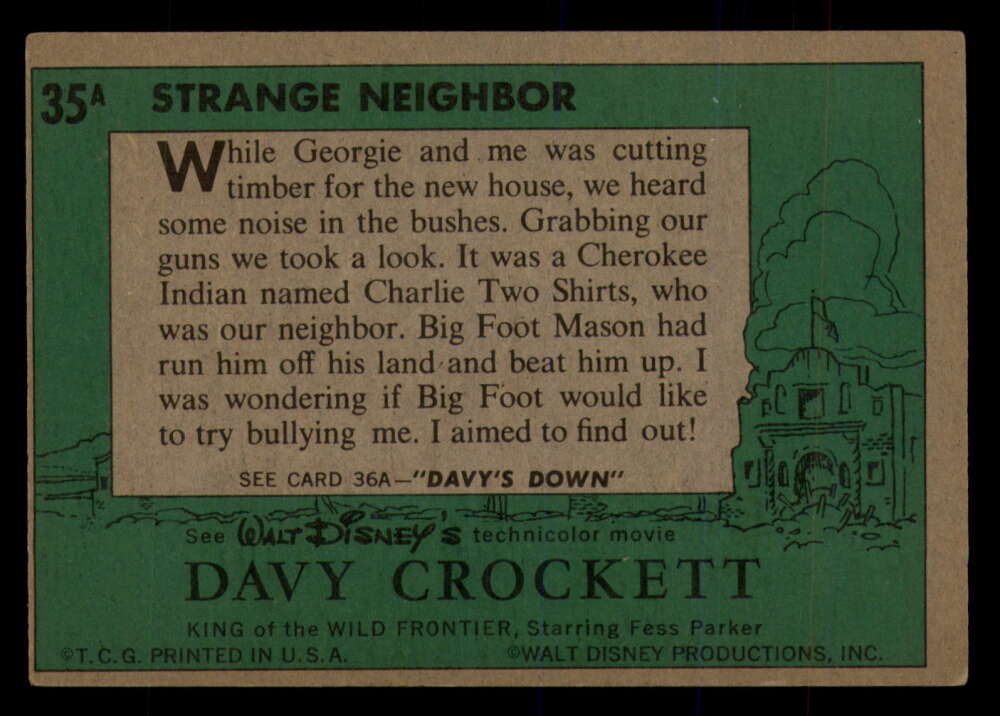 35A STRANGE NEIGHBOR
While Georgie and me was cutting
timber for the new house, we heard
some noise in the bushes. Grabbing our
guns we took a look. It was a Cherokee
Indian named Charlie Two Shirts, who
was our neighbor. Big Foot Mason had
run him off his land and beat him up. I
was wondering if Big Foot would like
to try bullying me. I aimed to find out!
SEE CARD 36A—"DAVY'S DOWN"
See WALT DISNEY'S technicolor movie
DAVY CROCKETT
KING of the WILD FRONTIER, Starring Fess Parker
©T.C.G. PRINTED IN U.S.A. ©WALT DISNEY PRODUCTIONS, INC.